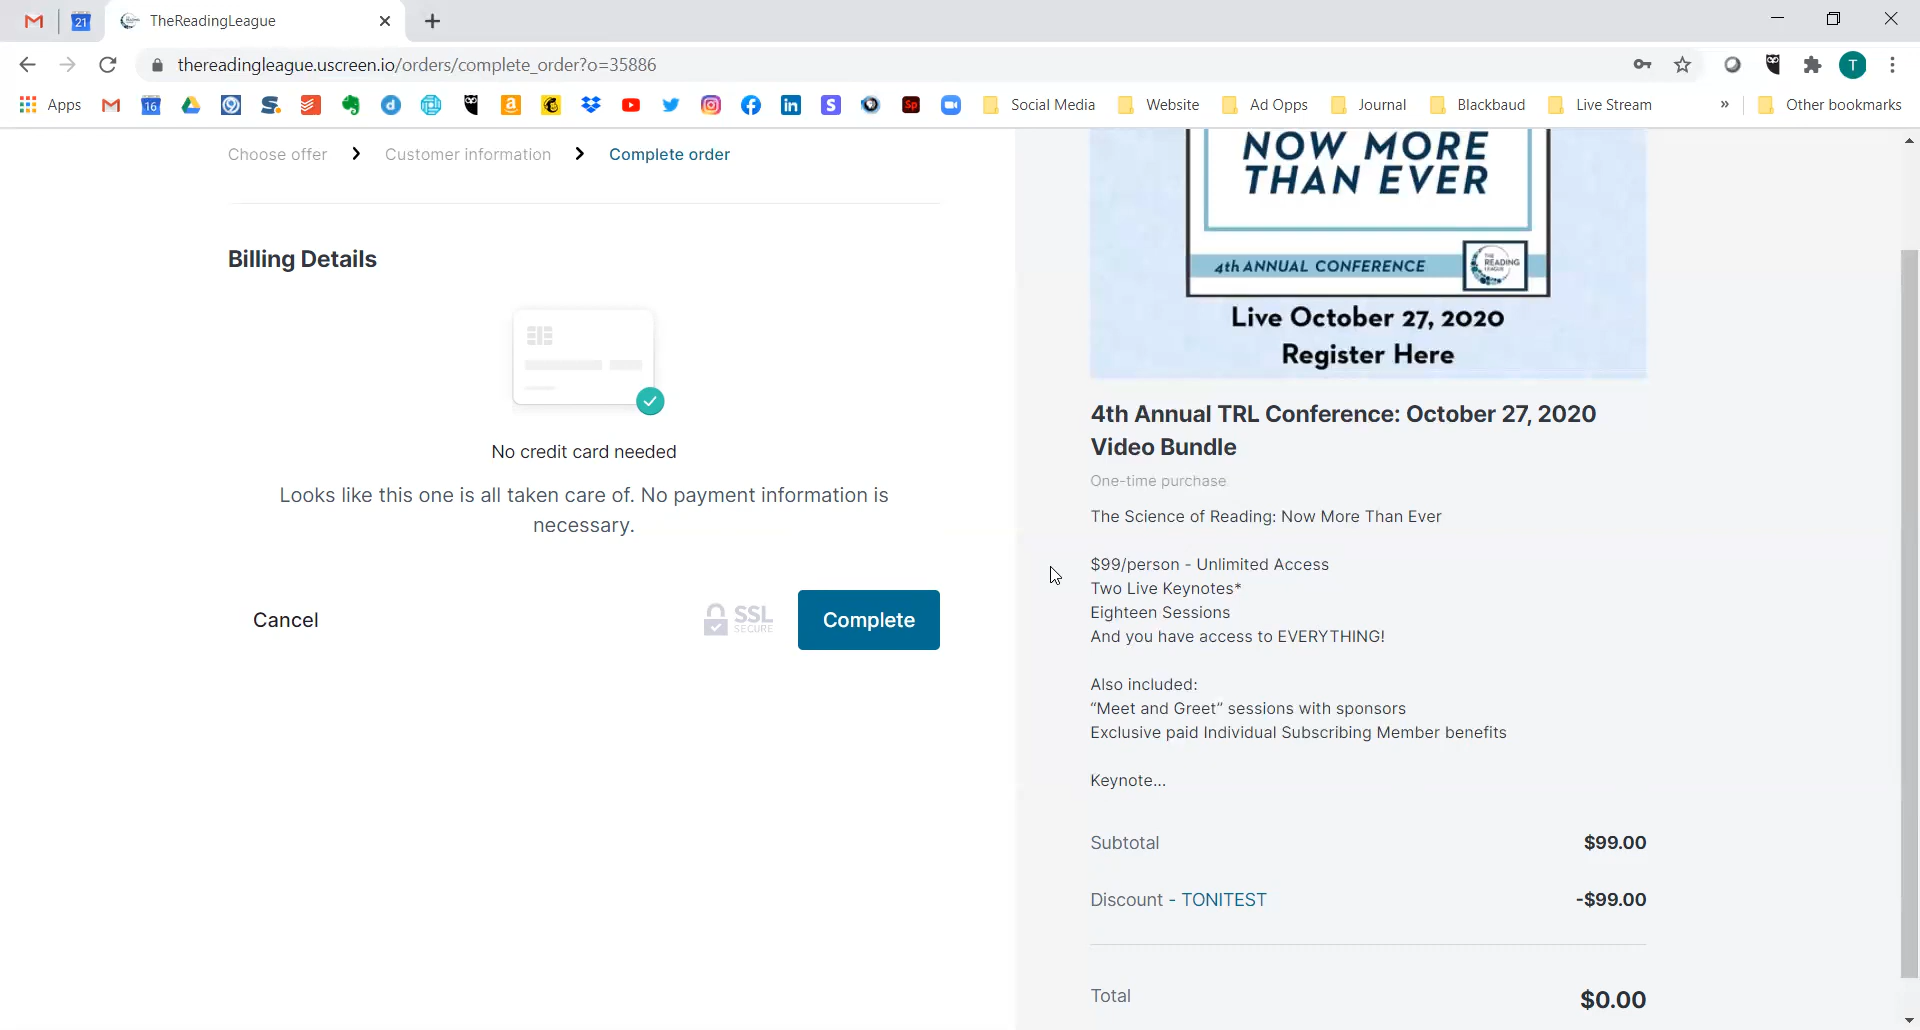 TheReadingLeague
thereadingleague.uscreen.io/orders/complete_order?o=35886
T
Apps
Social Media
Website
Ad Opps
Journal
Blackbaud
Live Stream
»
Other bookmarks
Choose offer
Customer information
Complete order
Billing Details
No credit card needed
Looks like this one is all taken care of. No payment information is
necessary.
Cancel
SSL
SECURE
Complete
NOW MORE
THAN EVER
4th ANNUAL CONFERENCE
THE
READING
LEAGUE
Live October 27, 2020
Register Here
4th Annual TRL Conference: October 27, 2020
Video Bundle
One-time purchase
The Science of Reading: Now More Than Ever
$99/person - Unlimited Access
Two Live Keynotes*
Eighteen Sessions
And you have access to EVERYTHING!
Also included:
“Meet and Greet” sessions with sponsors
Exclusive paid Individual Subscribing Member benefits
Keynote...
Subtotal
$99.00
Discount - TONITEST
-$99.00
Total
$0.00